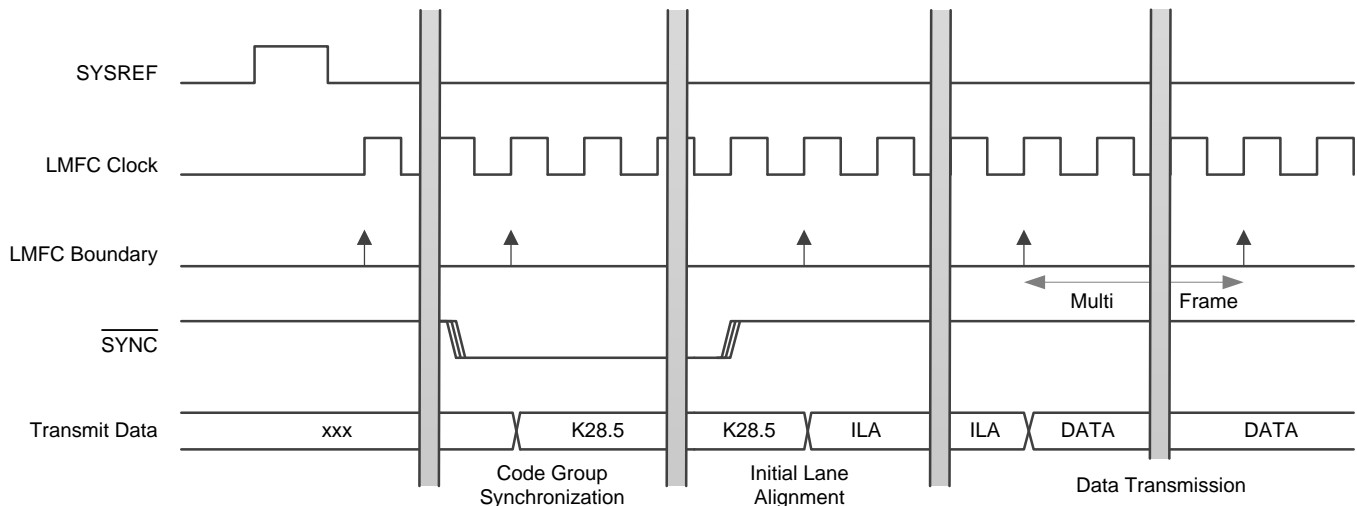 SYSREF
LMFC Clock
LMFC Boundary
Multi Frame
SYNC
Transmit Data
xxx K28.5 K28.5 ILA ILA DATA DATA
Code Group
Synchronization
Initial Lane
Alignment
Data Transmission